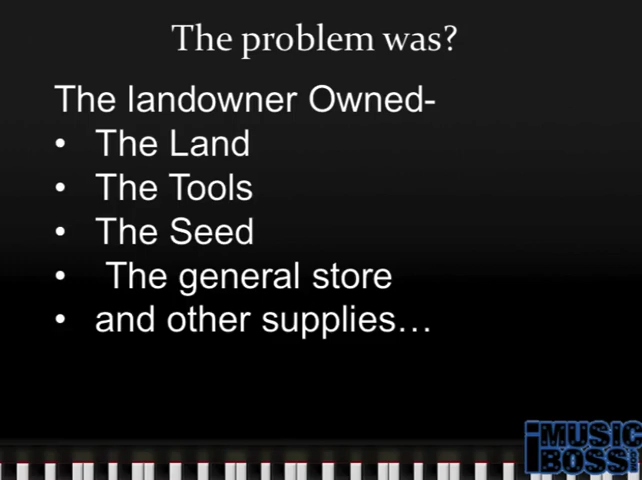 The problem was?
The landowner Owned-
• The Land
• The Tools
• The Seed
• The general store
• and other supplies…
iMUSIC
BOSS